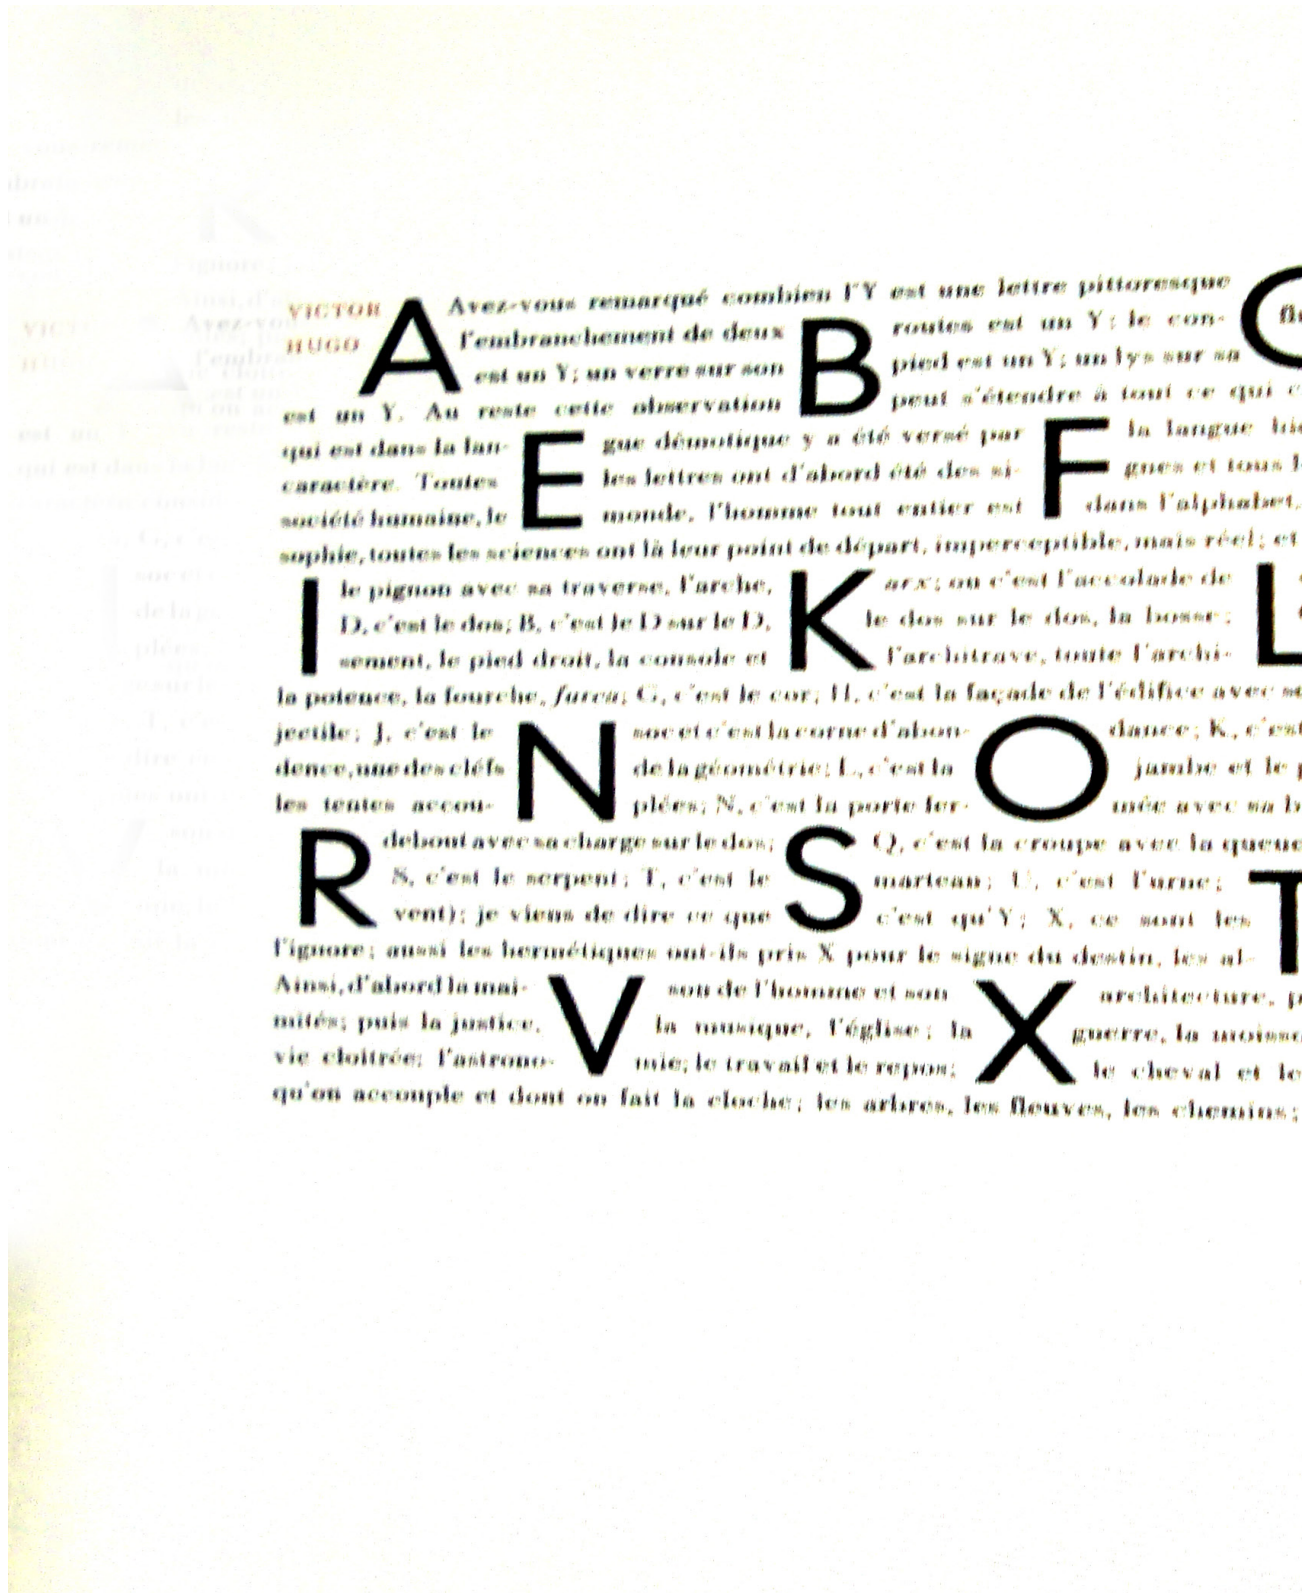 VICTOR A Avez-vous remarqué combien l'Y est une lettre pittoresque
HUGO l'embranchement de deux B routes est un Y; le con-
est un Y; un verre sur son pied est un Y; un lys sur sa
est un Y. Au reste cette observation peut s'étendre à tout ce qui
qui est dans la lan- E gue démotique y a été versé par F la langue
caractère. Toutes les lettres ont d'abord été des si- gnes et tous
société humaine, le monde, l'homme tout entier est dans l'alphabet.
sophie, toutes les sciences ont là leur point de départ, imperceptible, mais réel; et
I le pignon avec sa traverse, l'arche, K arx; ou c'est l'accolade de L
D, c'est le dos; B, c'est le D sur le D, le dos sur le dos, la bosse;
sement, le pied droit, la console et l'architrave, toute l'archi-
la potence, la fourche, furca; G, c'est le cor; H, c'est la façade de l'édifice avec
jectile; J, c'est le N soc et c'est la corne d'abon- O dance; K, c'est
dence, une des cléfs de la géométrie; L, c'est la jambe et le
les tentes accou- plées; N, c'est la porte fer- mée avec sa
R debout avec sa charge sur le dos; S Q, c'est la croupe avec la queue
S, c'est le serpent; T, c'est le marteau; U, c'est l'urne; T
vent); je viens de dire ce que c'est qu'Y; X, ce sont les
l'ignore; aussi les hermétiques ont-ils pris X pour le signe du destin, les al-
Ainsi, d'abord la mai- V son de l'homme et son X architecture,
mités; puis la justice, la musique, l'église; la guerre, la
vie cloîtrée; l'astrono- mie; le travail et le repos; le cheval et
qu'on accouple et dont on fait la cloche; les arbres, les fleuves, les chemins;